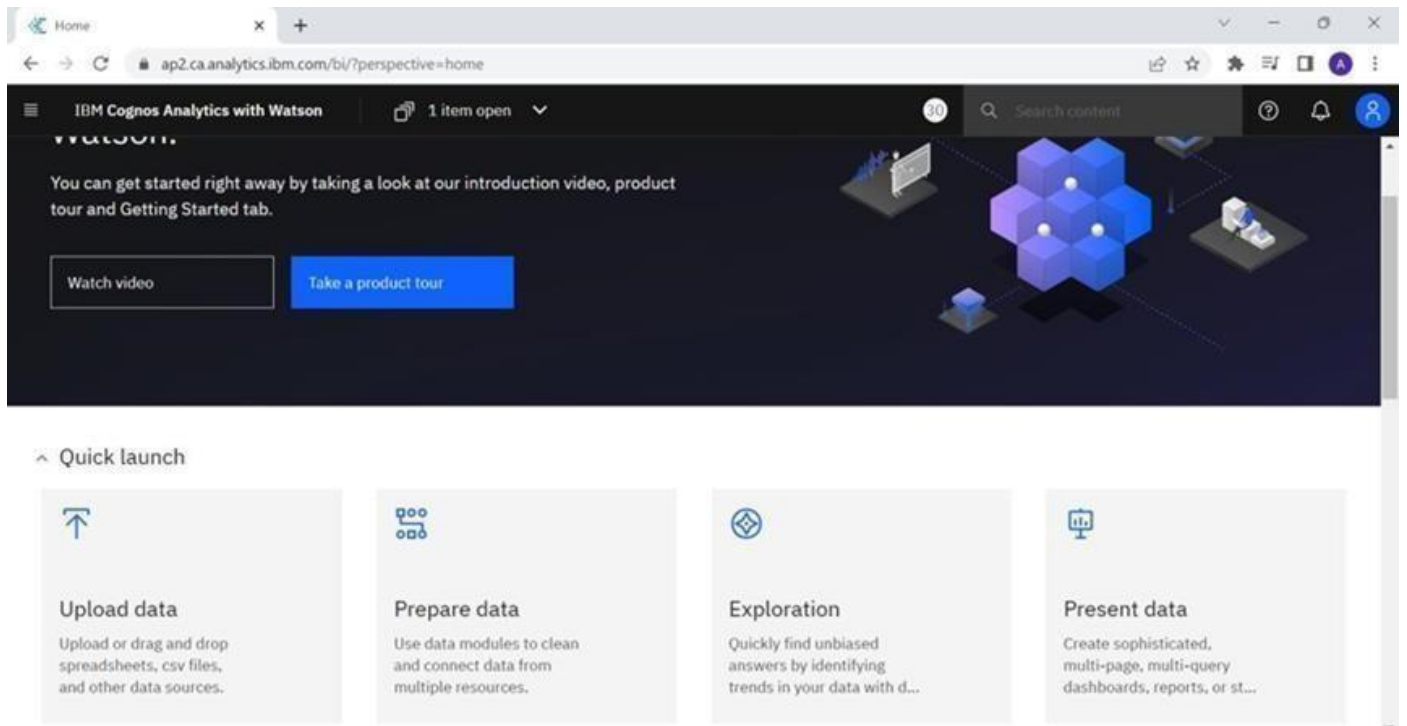 Home
ap2.ca.analytics.ibm.com/bi/?perspective=home
A
IBM Cognos Analytics with Watson
1 item open
30
Search content
Watson.
You can get started right away by taking a look at our introduction video, product
tour and Getting Started tab.
Watch video
Take a product tour
Quick launch
Upload data
Upload or drag and drop
spreadsheets, csv files,
and other data sources.
Prepare data
Use data modules to clean
and connect data from
multiple resources.
Exploration
Quickly find unbiased
answers by identifying
trends in your data with d...
Present data
Create sophisticated,
multi-page, multi-query
dashboards, reports, or st...